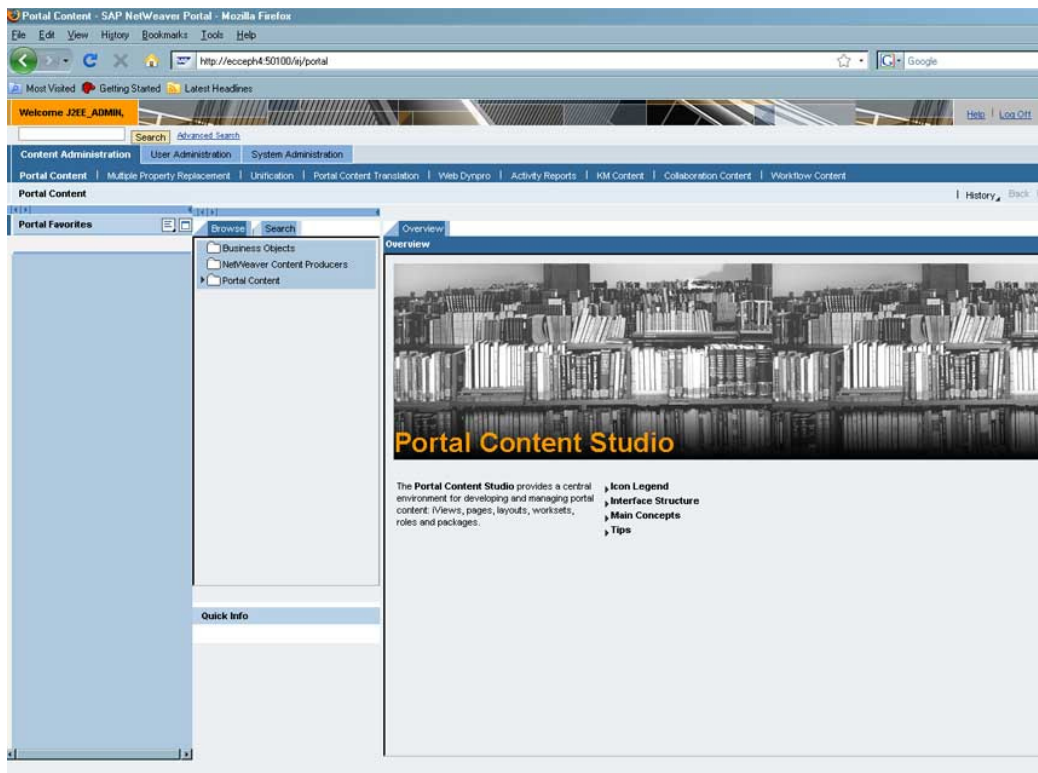 Portal Content - SAP NetWeaver Portal - Mozilla Firefox
File Edit View History Bookmarks Tools Help
http://ecceph4:50100/irj/portal
Google
Most Visited Getting Started Latest Headlines
Welcome J2EE_ADMIN,
Help | Log Off
Search Advanced Search
Content Administration User Administration System Administration
Portal Content | Multiple Property Replacement | Unification | Portal Content Translation | Web Dynpro | Activity Reports | KM Content | Collaboration Content | Workflow Content
Portal Content
| History Back
Portal Favorites
Browse Search
Business Objects
NetWeaver Content Producers
Portal Content
Quick Info
Overview
Overview
Portal Content Studio
The Portal Content Studio provides a central
environment for developing and managing portal
content: iViews, pages, layouts, worksets,
roles and packages.
Icon Legend
Interface Structure
Main Concepts
Tips